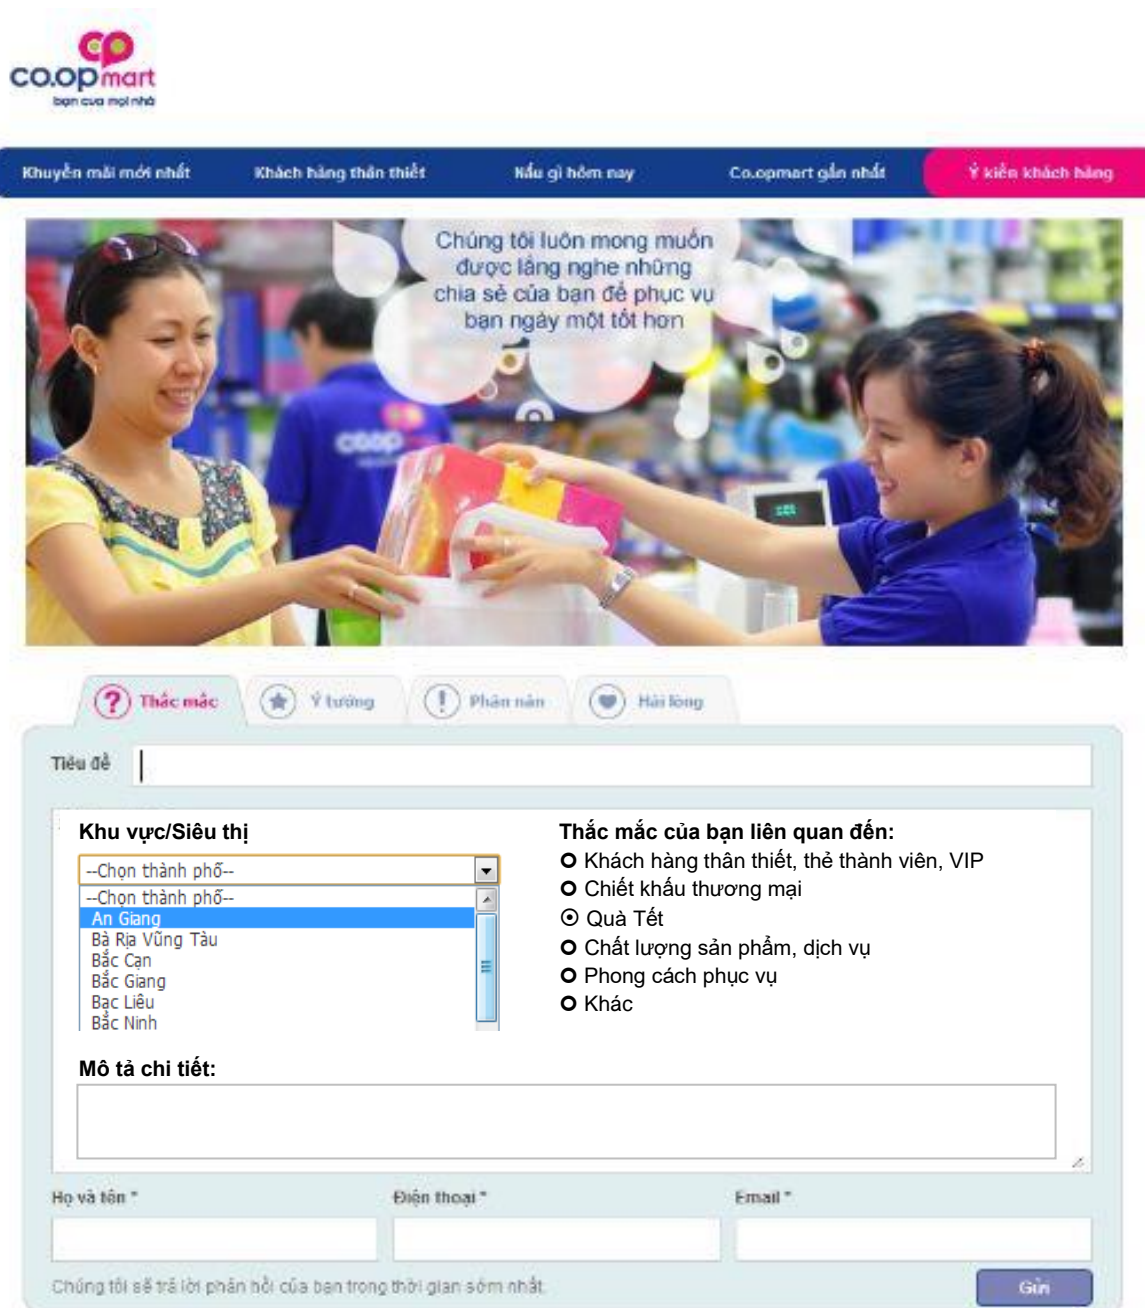 co.opmart
bạn của mọi nhà
Khuyến mãi mới nhất
Khách hàng thân thiết
Nấu gì hôm nay
Co.opmart gần nhất
Ý kiến khách hàng
Chúng tôi luôn mong muốn
được lắng nghe những
chia sẻ của bạn để phục vụ
bạn ngày một tốt hơn
co.op
? Thắc mắc
Ý tưởng
! Phàn nàn
Hài lòng
Tiêu đề
Khu vực/Siêu thị
--Chọn thành phố--
--Chọn thành phố--
An Giang
Bà Rịa Vũng Tàu
Bắc Cạn
Bắc Giang
Bạc Liêu
Bắc Ninh
Thắc mắc của bạn liên quan đến:
Khách hàng thân thiết, thẻ thành viên, VIP
Chiết khấu thương mại
Quà Tết
Chất lượng sản phẩm, dịch vụ
Phong cách phục vụ
Khác
Mô tả chi tiết:
Họ và tên *
Điện thoại *
Email *
Chúng tôi sẽ trả lời phản hồi của bạn trong thời gian sớm nhất.
Gửi